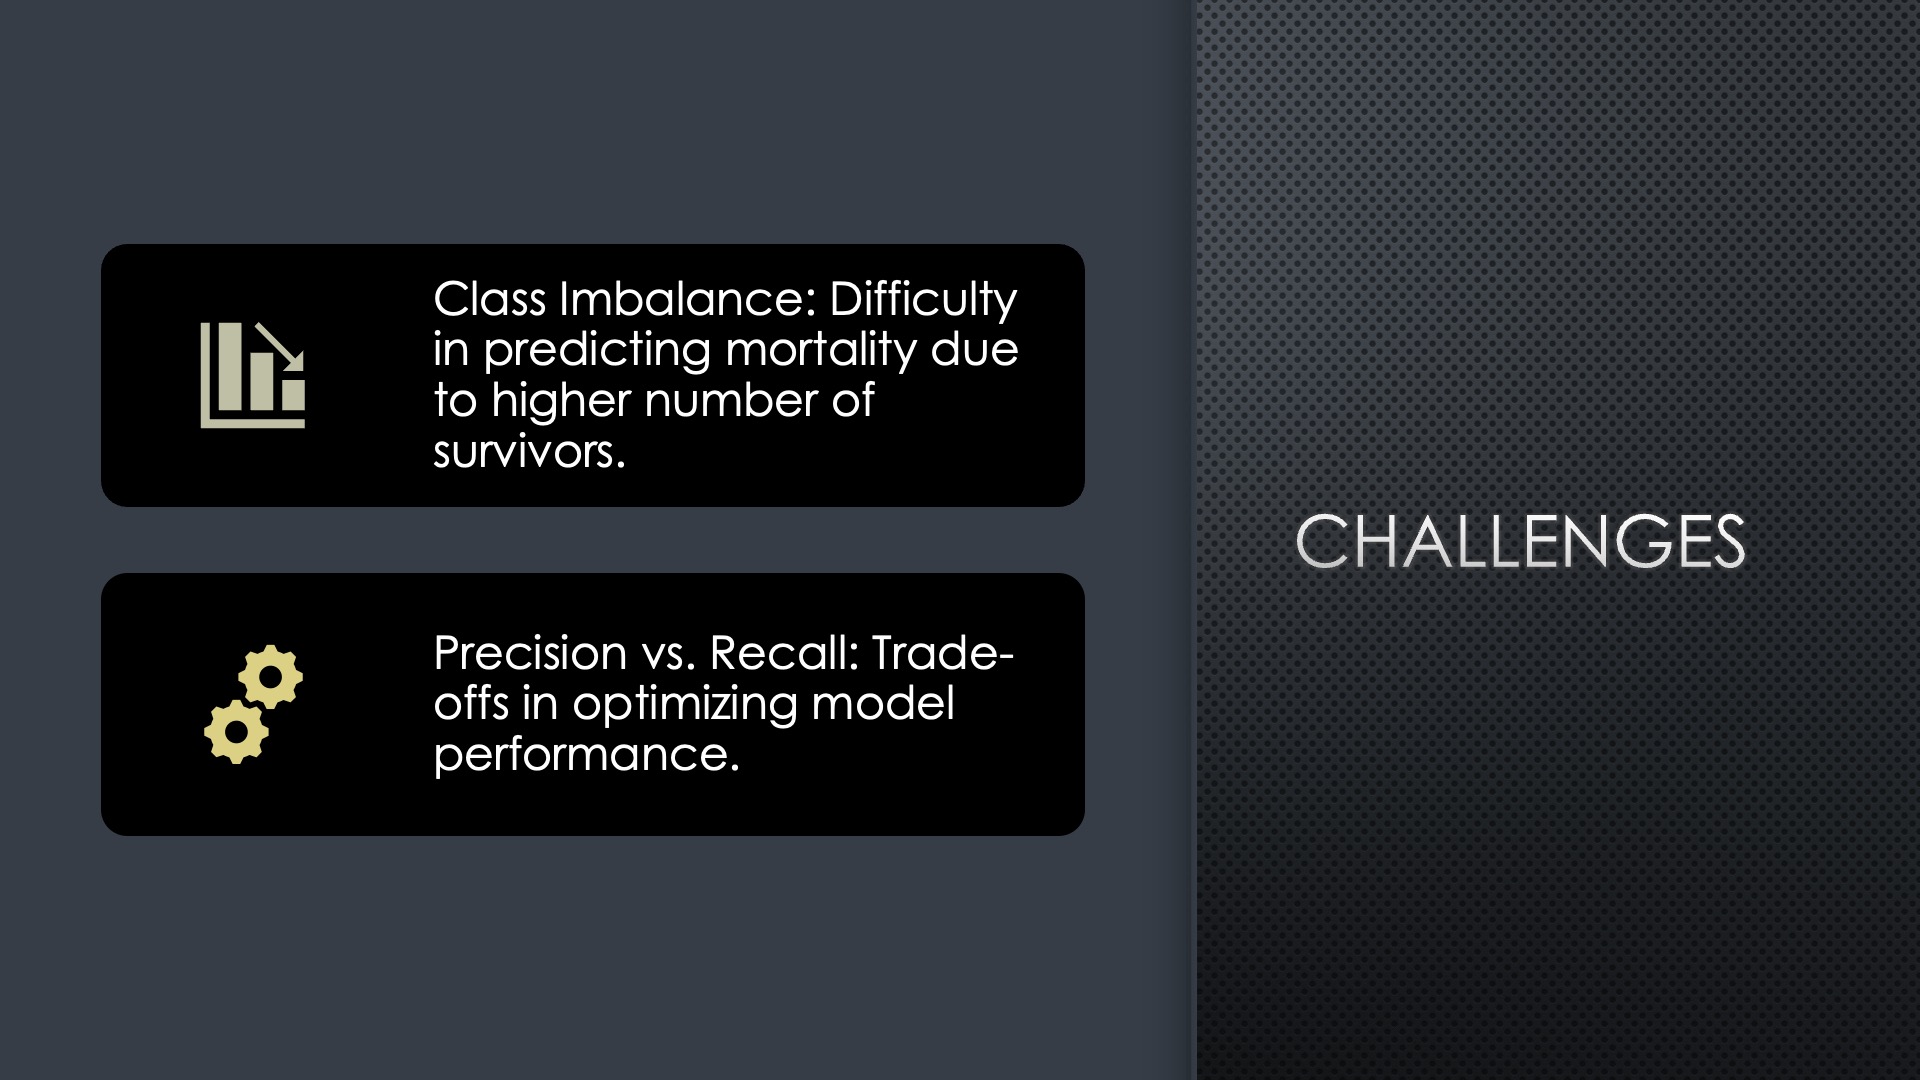 Class Imbalance: Difficulty
in predicting mortality due
to higher number of
survivors.
Precision vs. Recall: Trade-
offs in optimizing model
performance.
CHALLENGES